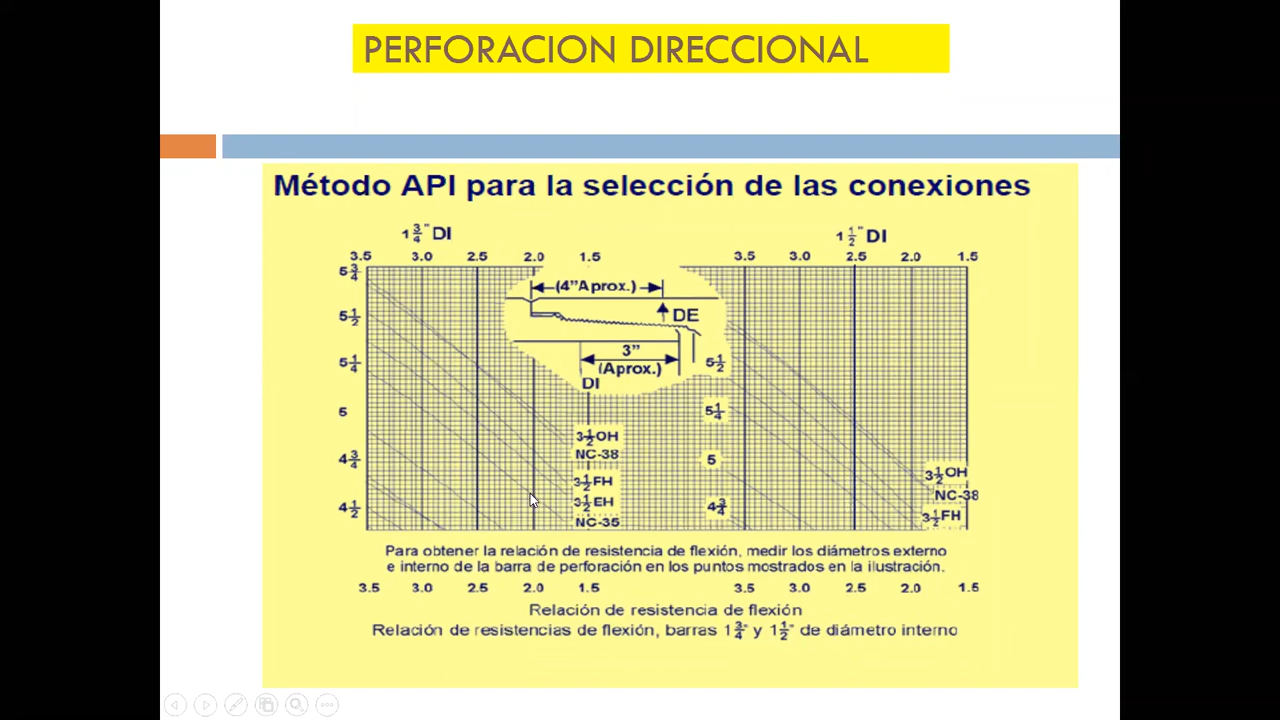 PERFORACION DIRECCIONAL
Método API para la selección de las conexiones
1 3/4" DI
1 1/2" DI
3.5 3.0 2.5 2.0 1.5
3.5 3.0 2.5 2.0 1.5
5 3/4
5 1/2
5 1/4
5
4 3/4
4 1/2
(4"Aprox.)
DE
3"
(Aprox.)
DI
3 1/2 OH
NC-38
3 1/2 FH
3 1/2 EH
NC-35
5 1/2
5 1/4
5
4 3/4
3 1/2 OH
NC-38
3 1/2 FH
Para obtener la relación de resistencia de flexión, medir los diámetros externo
e interno de la barra de perforación en los puntos mostrados en la ilustración.
3.5 3.0 2.5 2.0 1.5
3.5 3.0 2.5 2.0 1.5
Relación de resistencia de flexión
Relación de resistencias de flexión, barras 1 3/4" y 1 1/2" de diámetro interno